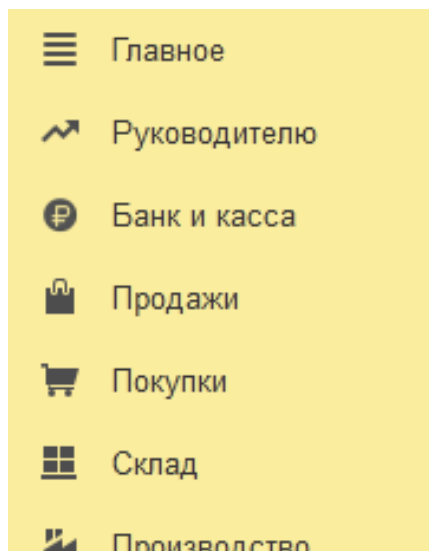 Главное
Руководителю
Банк и касса
Продажи
Покупки
Склад
Производство